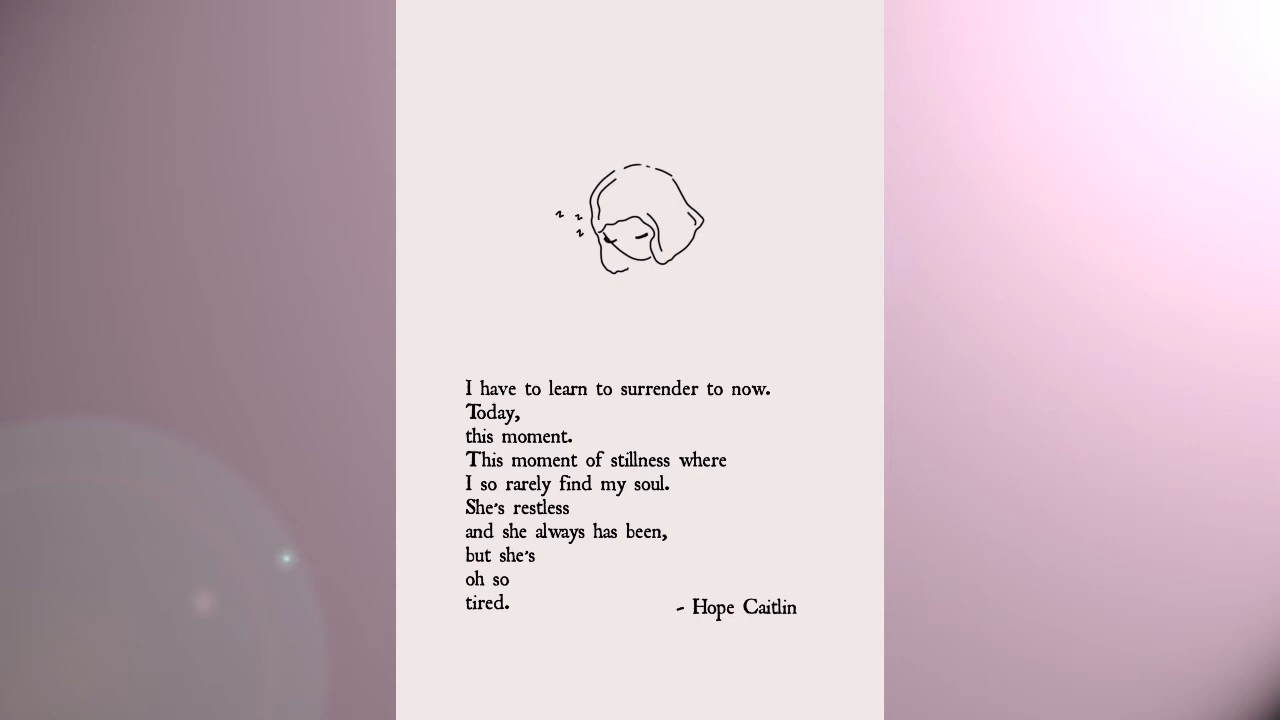 z z
z
I have to learn to surrender to now.
Today,
this moment.
This moment of stillness where
I so rarely find my soul.
She's restless
and she always has been,
but she's
oh so
tired.
- Hope Caitlin